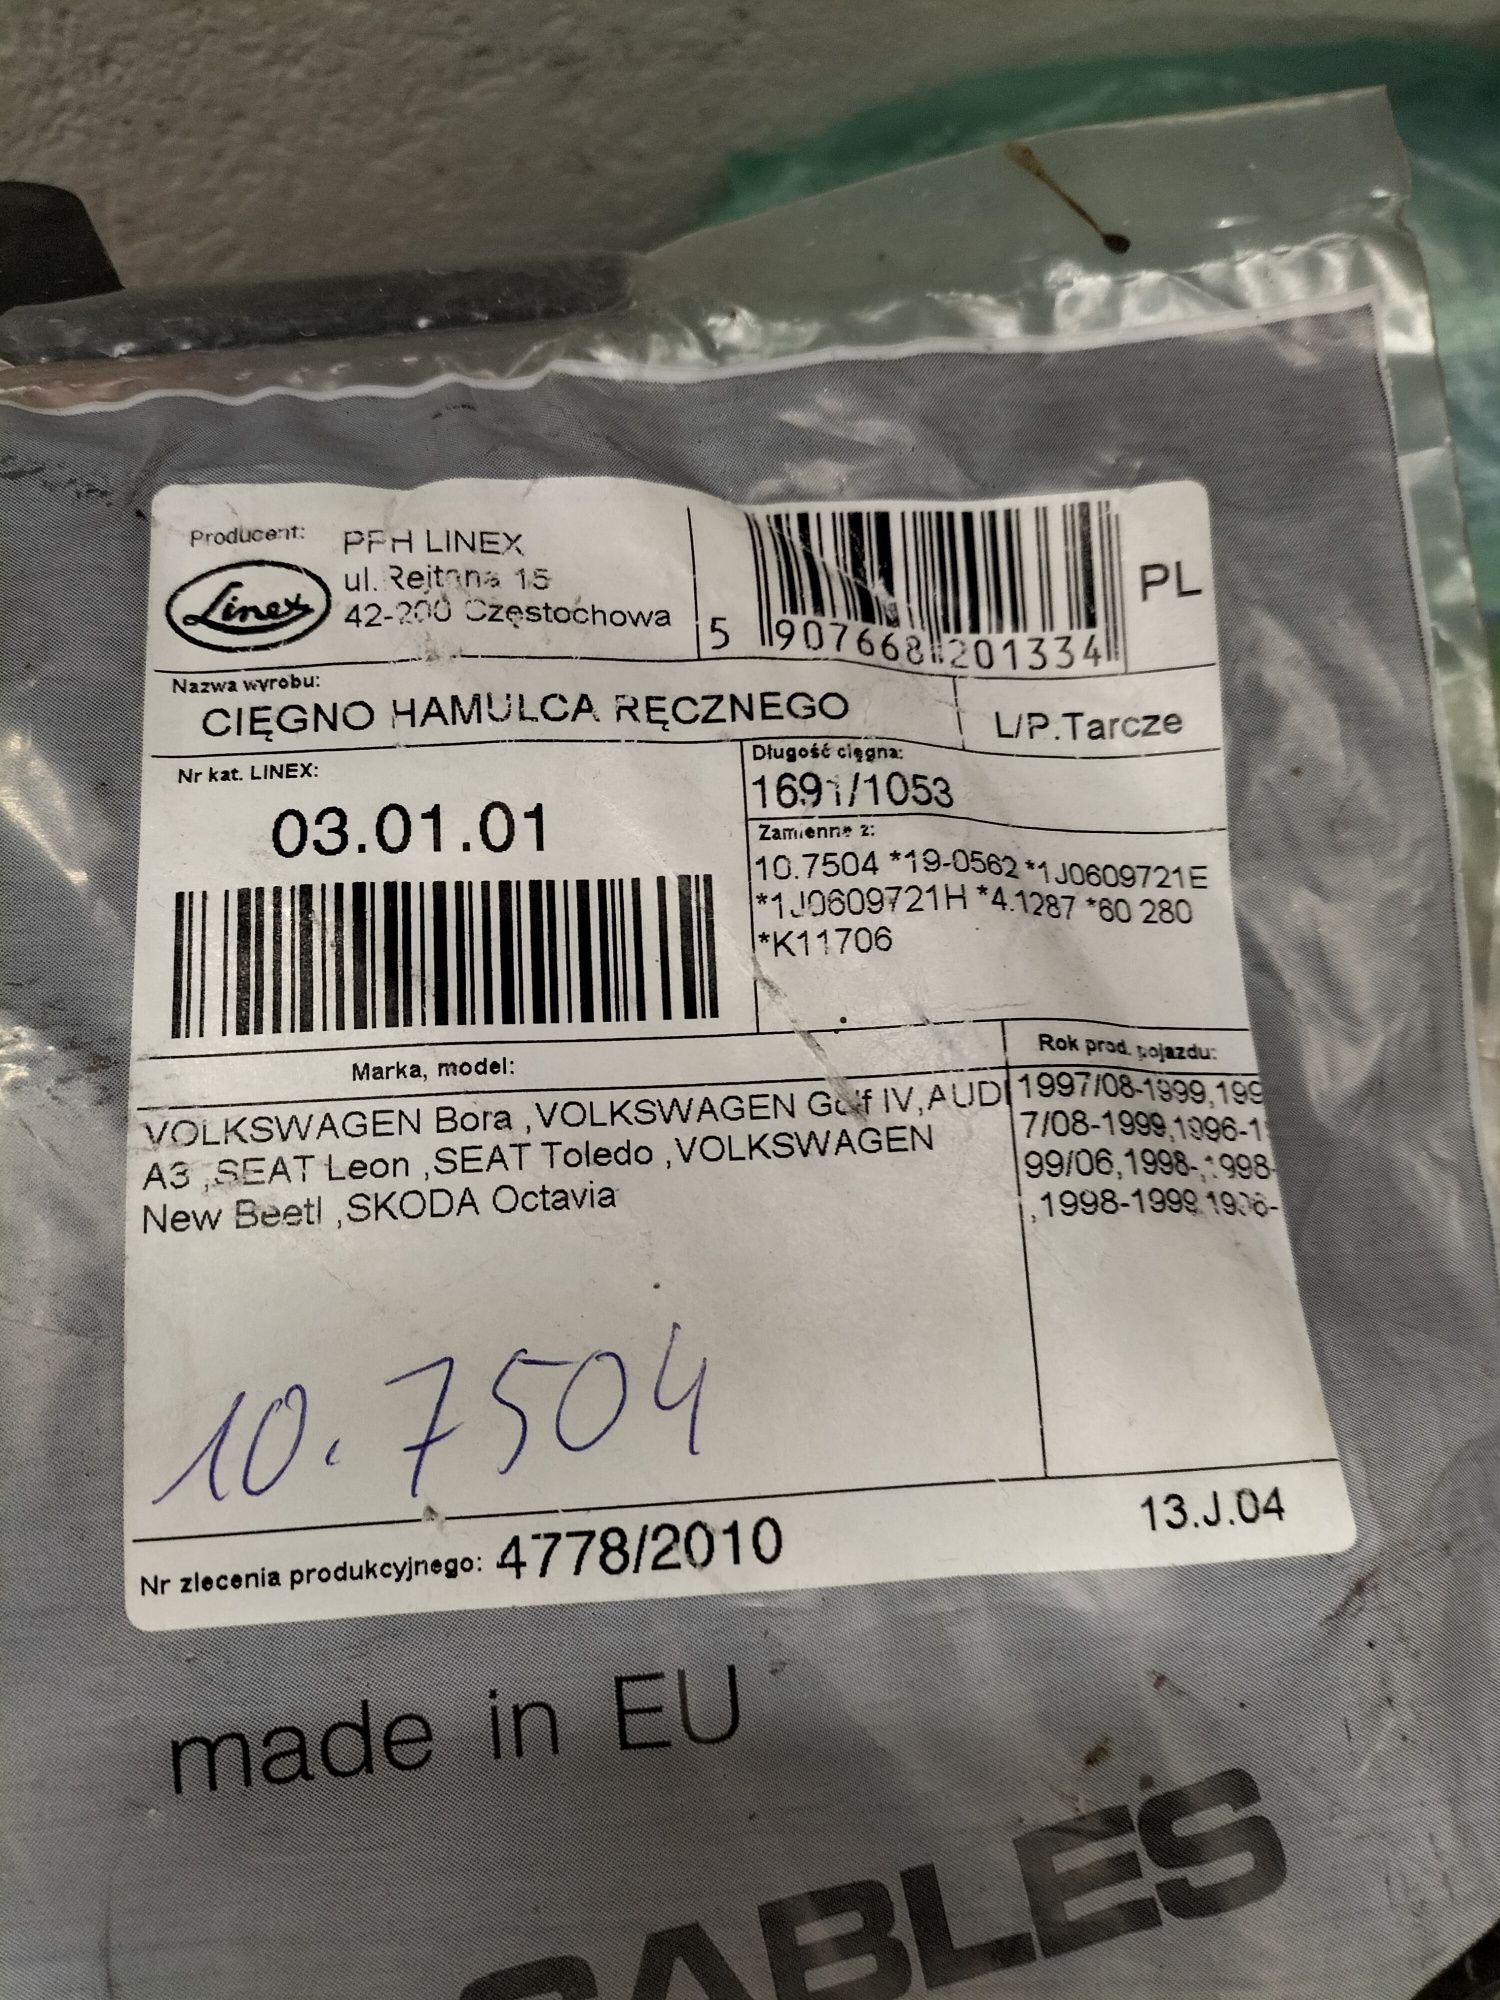 Producent: PPH LINEX
ul. Rejtana 15
42-200 Częstochowa
Linex
5 907668 201334
PL
Nazwa wyrobu:
CIĘGNO HAMULCA RĘCZNEGO
L/P.Tarcze
Nr kat. LINEX:
03.01.01
Długość cięgna:
1691/1053
Zamienne z:
10.7504 *19-0562 *1J0609721E
*1J0609721H *4.1287 *60 280
*K11706
Marka, model:
Rok prod. pojazdu:
VOLKSWAGEN Bora ,VOLKSWAGEN Golf IV,AUDI
A3 ,SEAT Leon ,SEAT Toledo ,VOLKSWAGEN
New Beetl ,SKODA Octavia
1997/08-1999,199
7/08-1999,1996-1
99/06,1998-,1998-
,1998-1999,1996-
10.7504
Nr zlecenia produkcyjnego: 4778/2010
13.J.04
made in EU
CABLES